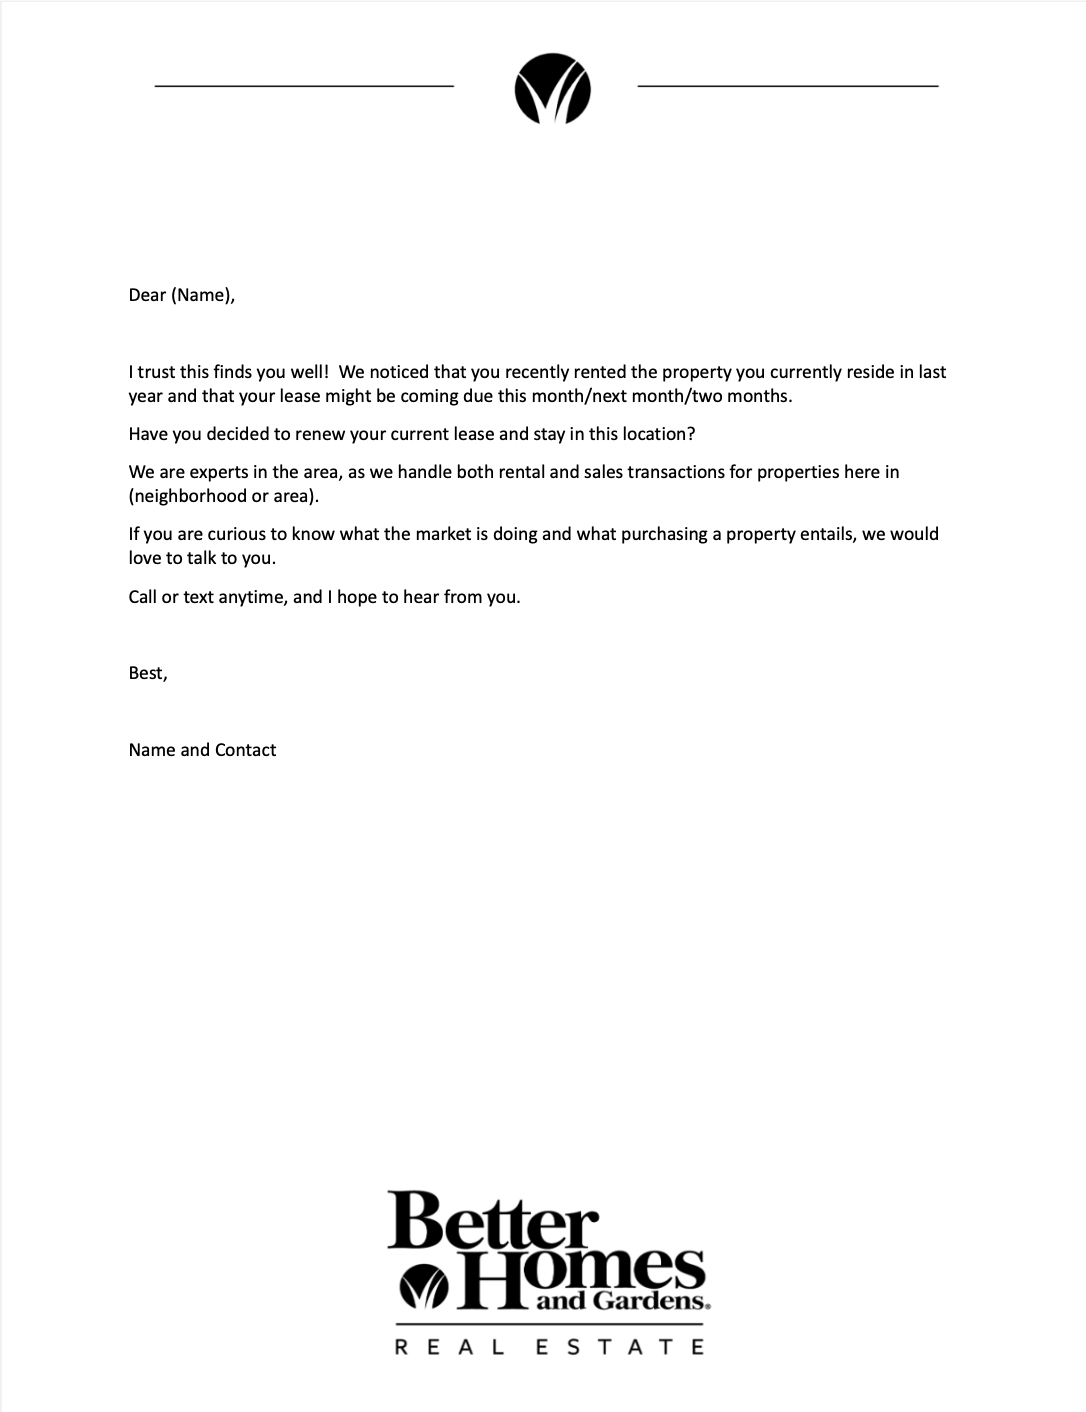 Dear (Name),
I trust this finds you well!  We noticed that you recently rented the property you currently reside in last
year and that your lease might be coming due this month/next month/two months.
Have you decided to renew your current lease and stay in this location?
We are experts in the area, as we handle both rental and sales transactions for properties here in
(neighborhood or area).
If you are curious to know what the market is doing and what purchasing a property entails, we would
love to talk to you.
Call or text anytime, and I hope to hear from you.
Best,
Name and Contact
Better
Homes
and Gardens®
REAL ESTATE